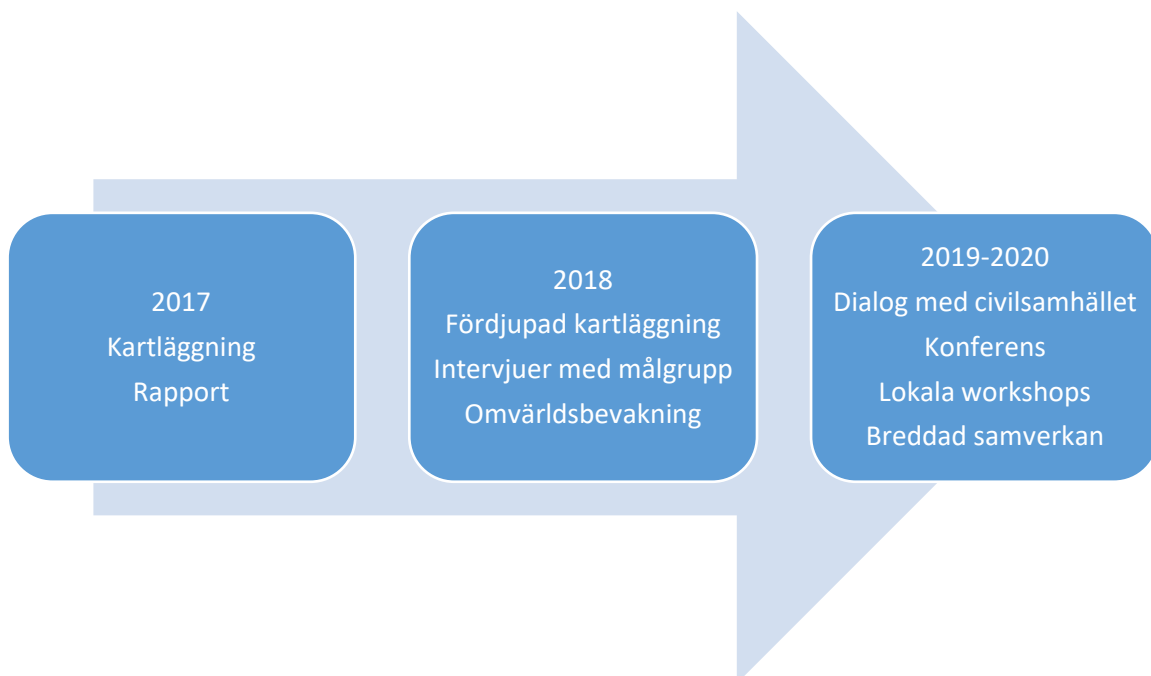 2017
Kartläggning
Rapport
2018
Fördjupad kartläggning
Intervjuer med målgrupp
Omvärldsbevakning
2019-2020
Dialog med civilsamhället
Konferens
Lokala workshops
Breddad samverkan